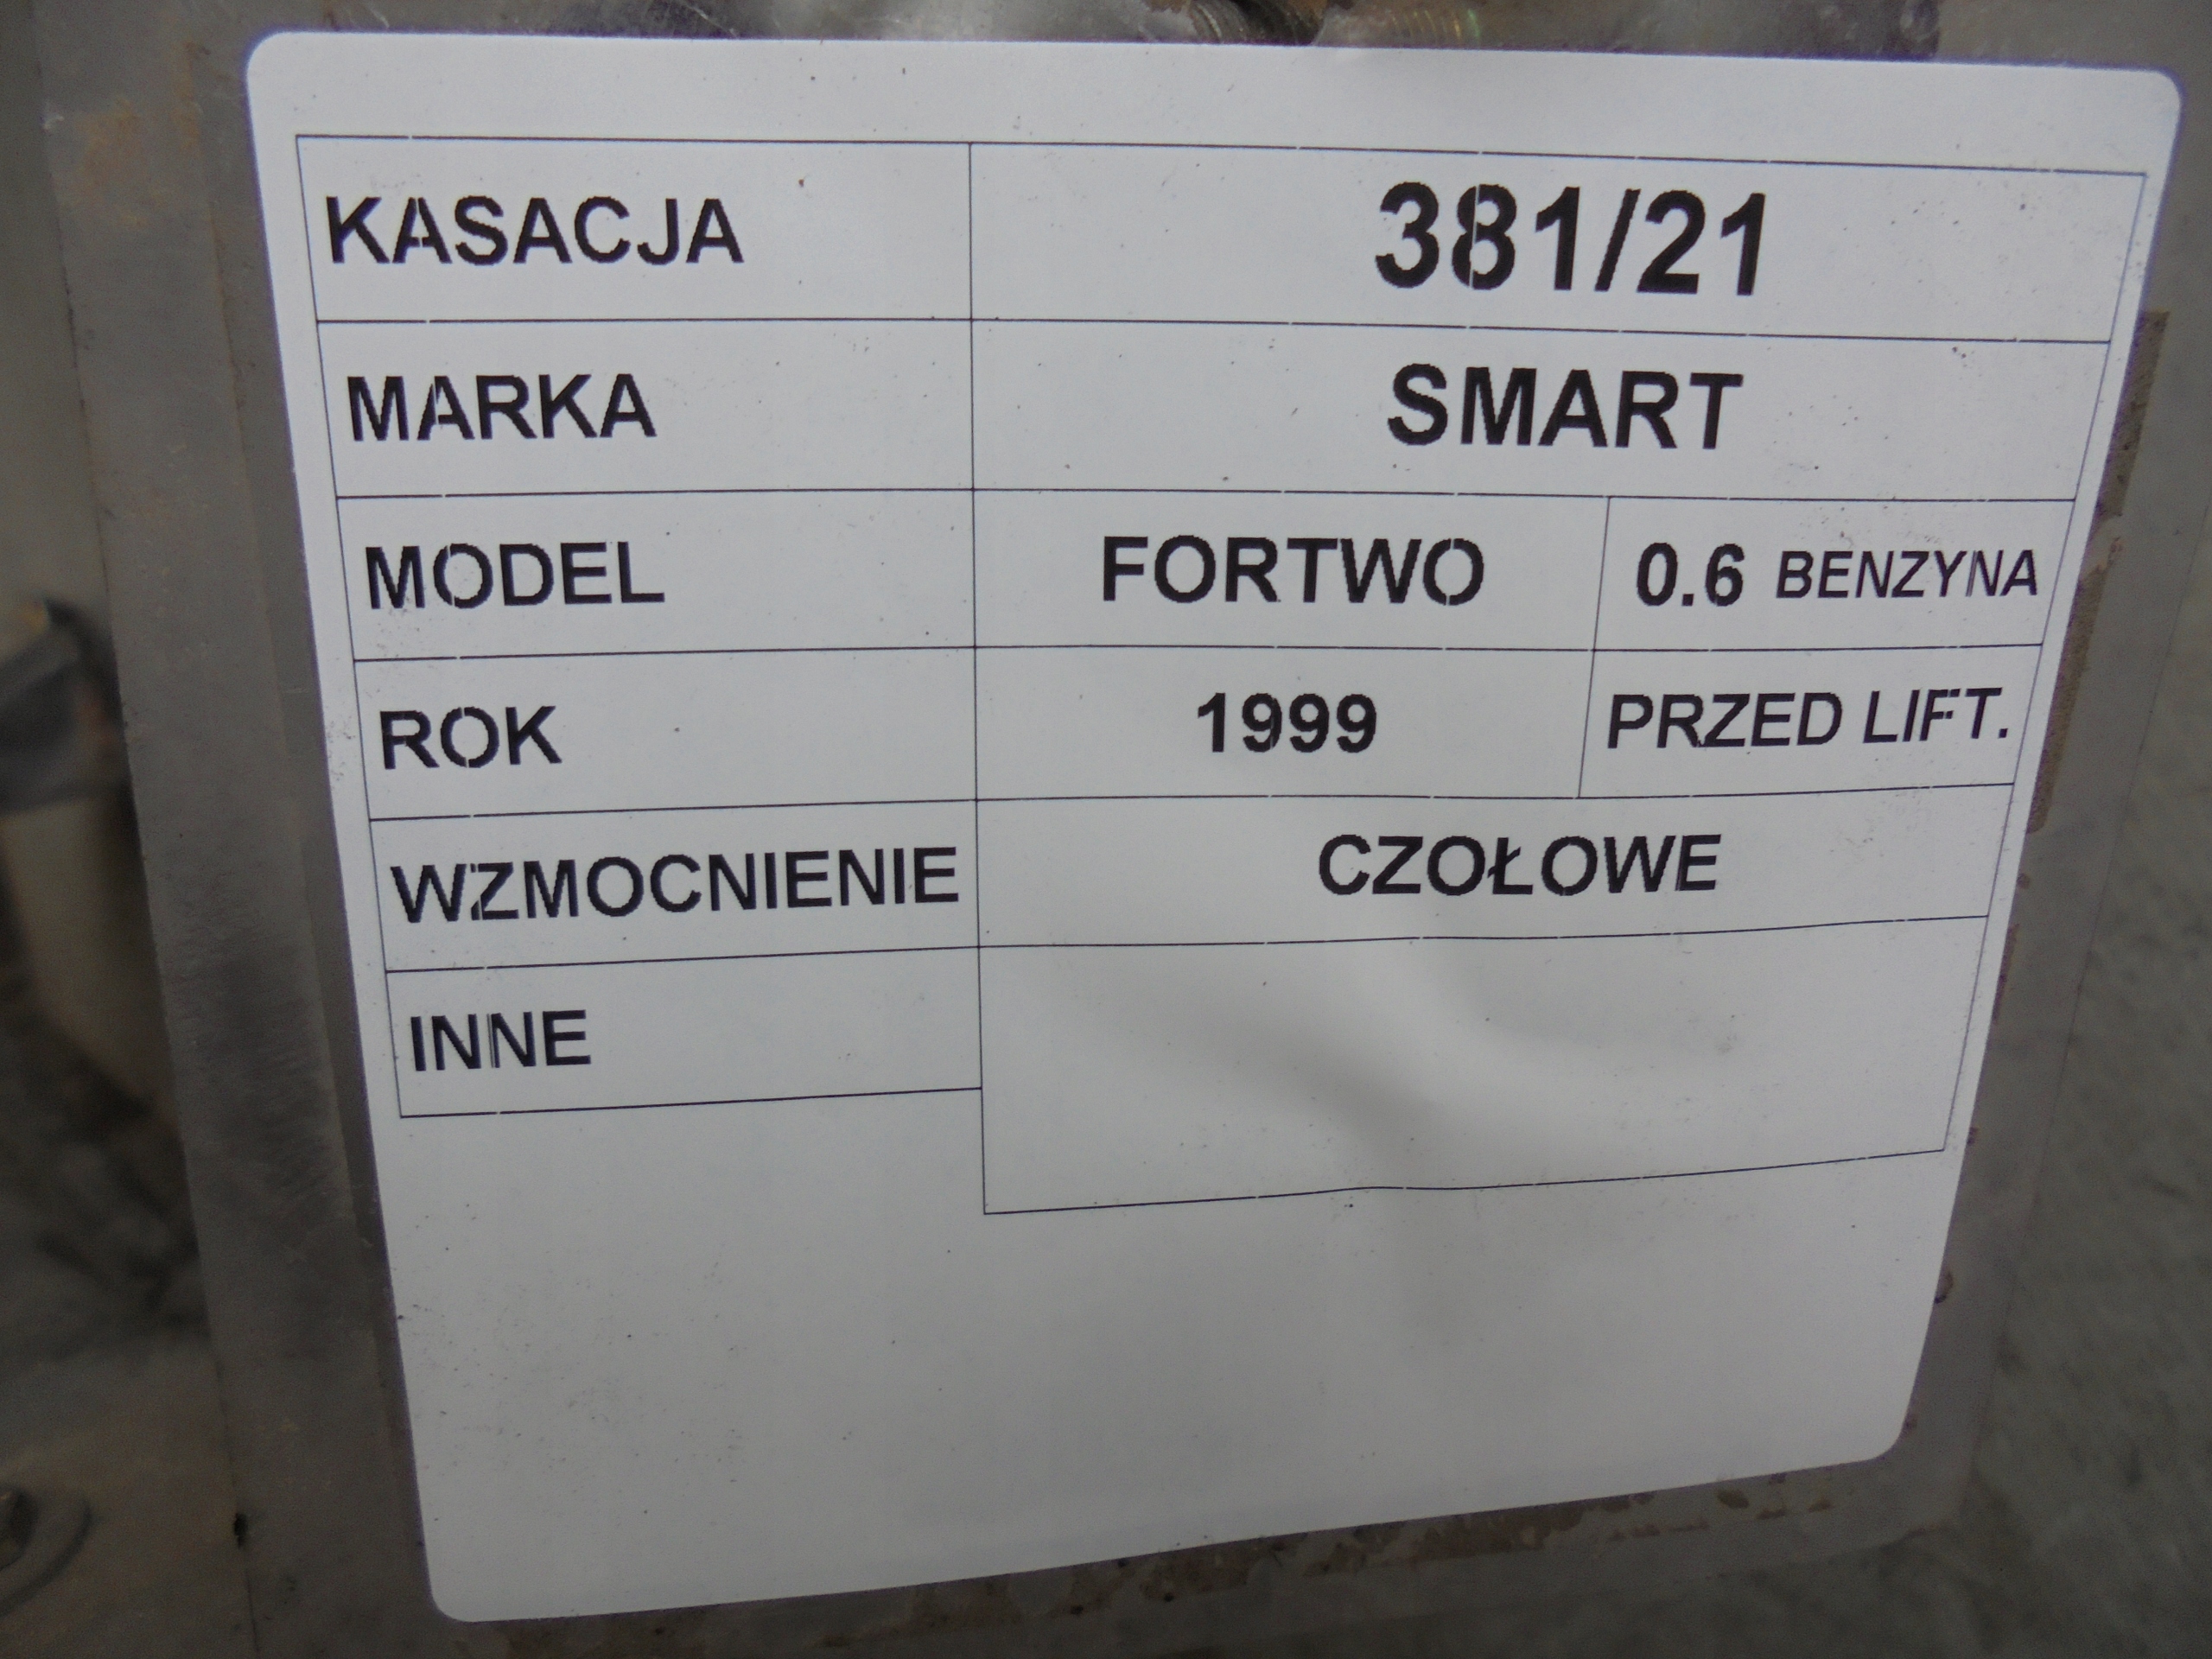 KASACJA 381/21
MARKA SMART
MODEL FORTWO 0.6 BENZYNA
ROK 1999 PRZED LIFT.
WZMOCNIENIE CZOŁOWE
INNE